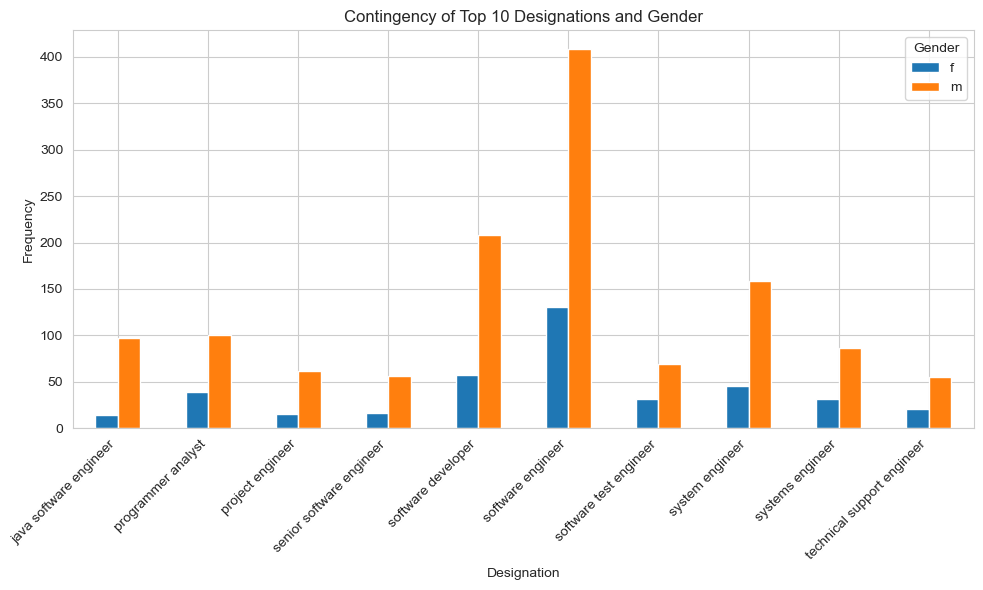 Contingency of Top 10 Designations and Gender
Gender
f
m
Frequency
400
350
300
250
200
150
100
50
0
java software engineer
programmer analyst
project engineer
senior software engineer
software developer
software engineer
software test engineer
system engineer
systems engineer
technical support engineer
Designation